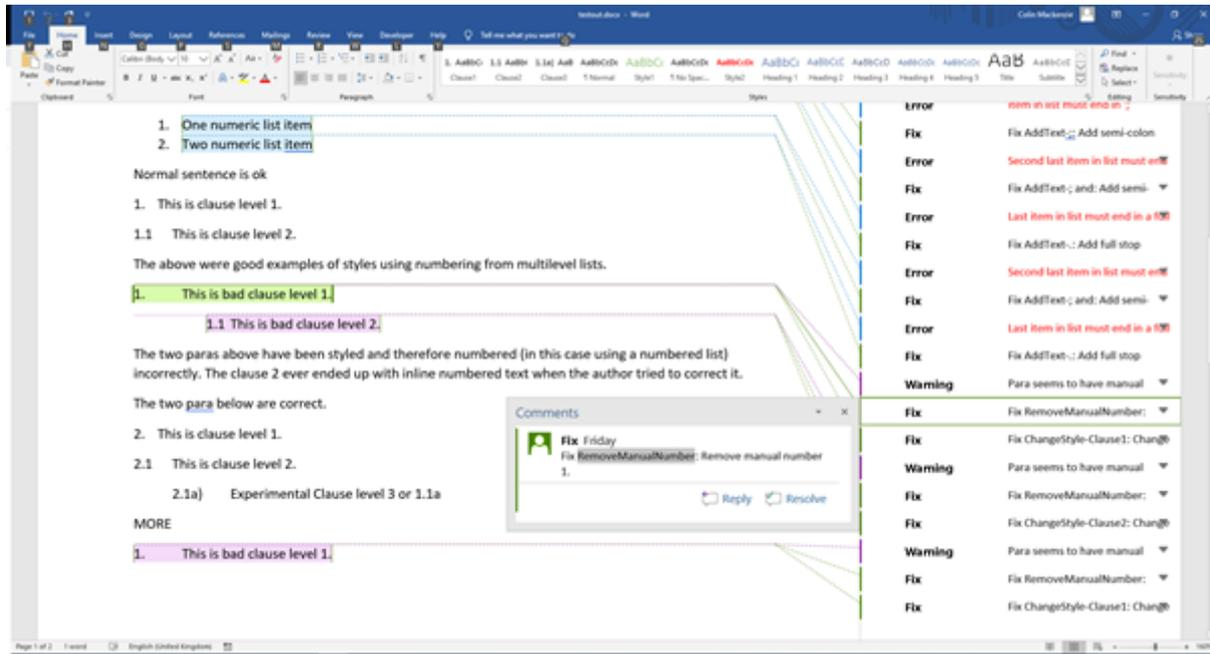 testout.docx - Word
Colin Mackenzie
File Home Insert Design Layout References Mailings Review View Developer Help Tell me what you want to do
Cut
Copy
Format Painter
Paste
Calibri (Body) 10
Clipboard Font Paragraph Styles Editing Sensitivity
Clause1 Clause2 Clause3 ¶ Normal Style1 ¶ No Spac... Style2 Heading 1 Heading 2 Heading 3 Heading 4 Heading 5 Title Subtitle
Find
Replace
Select
Sensitivity
1. One numeric list item
2. Two numeric list item
Normal sentence is ok
1. This is clause level 1.
1.1 This is clause level 2.
The above were good examples of styles using numbering from multilevel lists.
1. This is bad clause level 1.
1.1 This is bad clause level 2.
The two paras above have been styled and therefore numbered (in this case using a numbered list)
incorrectly. The clause 2 ever ended up with inline numbered text when the author tried to correct it.
The two para below are correct.
2. This is clause level 1.
2.1 This is clause level 2.
2.1a) Experimental Clause level 3 or 1.1a
MORE
1. This is bad clause level 1.
Comments
Fix Friday
Fix RemoveManualNumber: Remove manual number
1.
Reply Resolve
Error Item in list must end in ;
Fix Fix AddText-;: Add semi-colon
Error Second last item in list must end
Fix Fix AddText-; and: Add semi-
Error Last item in list must end in a full
Fix Fix AddText-.: Add full stop
Error Second last item in list must end
Fix Fix AddText-; and: Add semi-
Error Last item in list must end in a full
Fix Fix AddText-.: Add full stop
Warning Para seems to have manual
Fix Fix RemoveManualNumber:
Fix Fix ChangeStyle-Clause1: Change
Warning Para seems to have manual
Fix Fix RemoveManualNumber:
Fix Fix ChangeStyle-Clause2: Change
Warning Para seems to have manual
Fix Fix RemoveManualNumber:
Fix Fix ChangeStyle-Clause1: Change
Page 1 of 2 1 word English (United Kingdom)